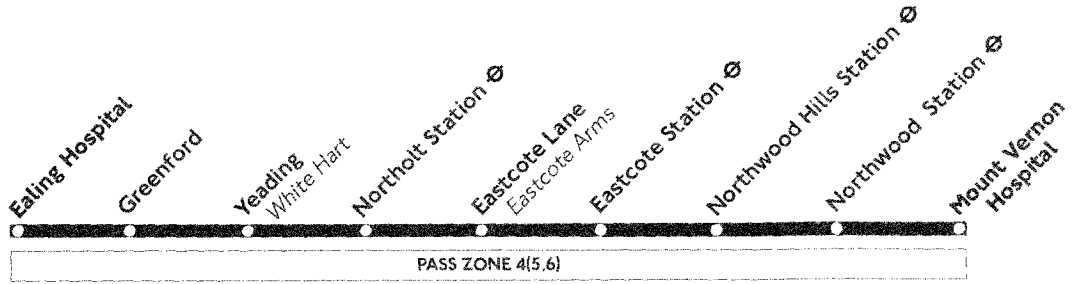 Ealing Hospital
Greenford
Yeading
White Hart
Northolt Station
Eastcote Lane
Eastcote Arms
Eastcote Station
Northwood Hills Station
Northwood Station
Mount Vernon
Hospital
PASS ZONE 4(5,6)